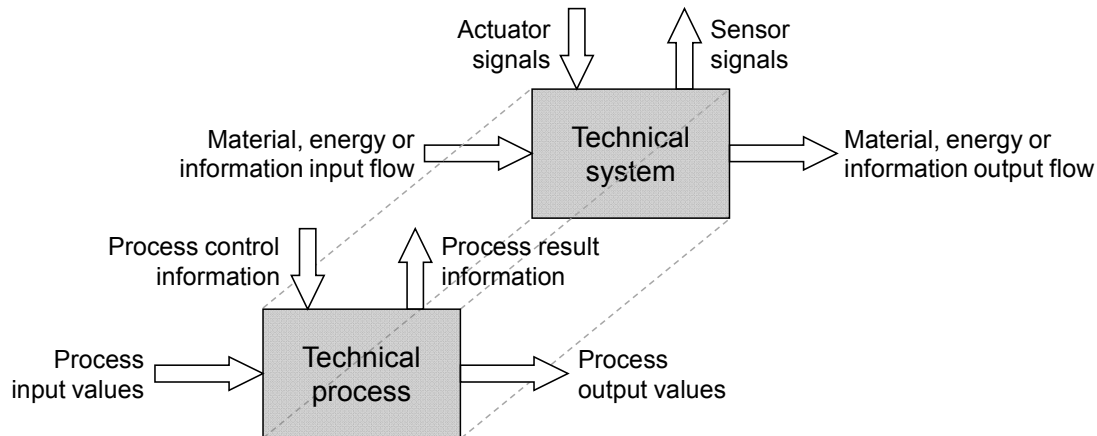 Actuator
signals
Sensor
signals
Material, energy or
information input flow
Technical
system
Material, energy or
information output flow
Process control
information
Process result
information
Process
input values
Technical
process
Process
output values